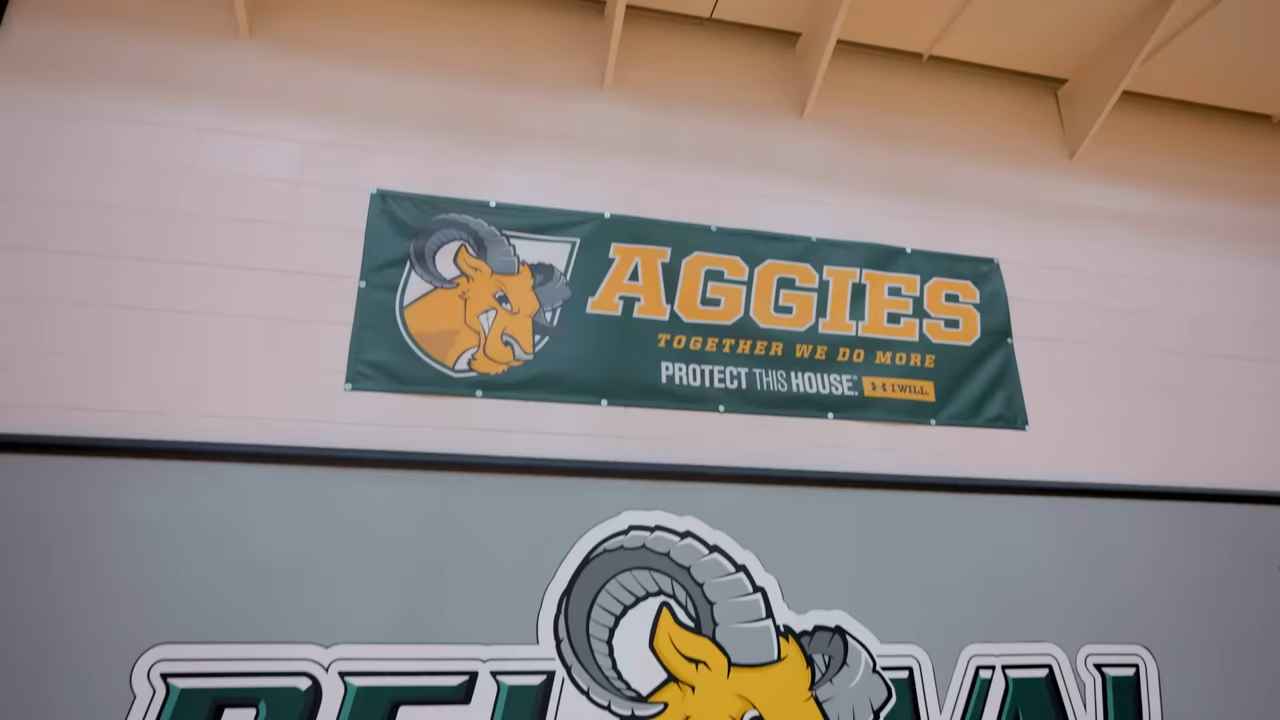 AGGIES
TOGETHER WE DO MORE
PROTECT THIS HOUSE.
I WILL.